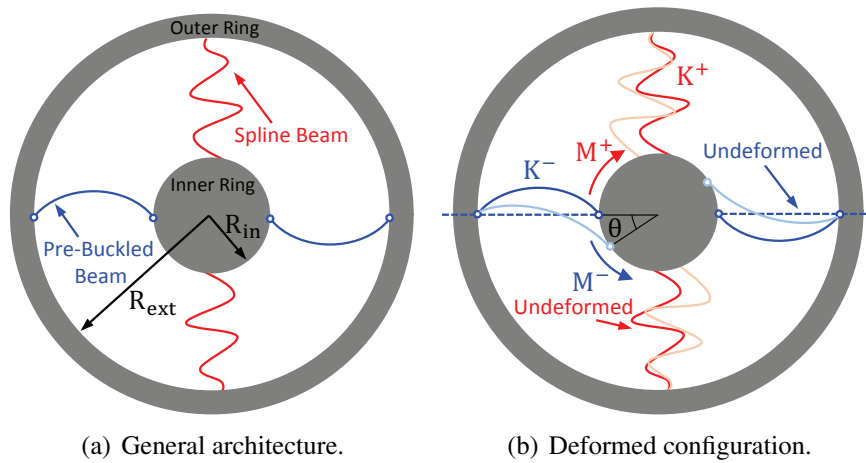 Outer Ring
Spline Beam
Inner Ring
R_in
Pre-Buckled
Beam
R_ext
(a) General architecture.
K⁺
M⁺
Undeformed
K⁻
θ
M⁻
Undeformed
(b) Deformed configuration.